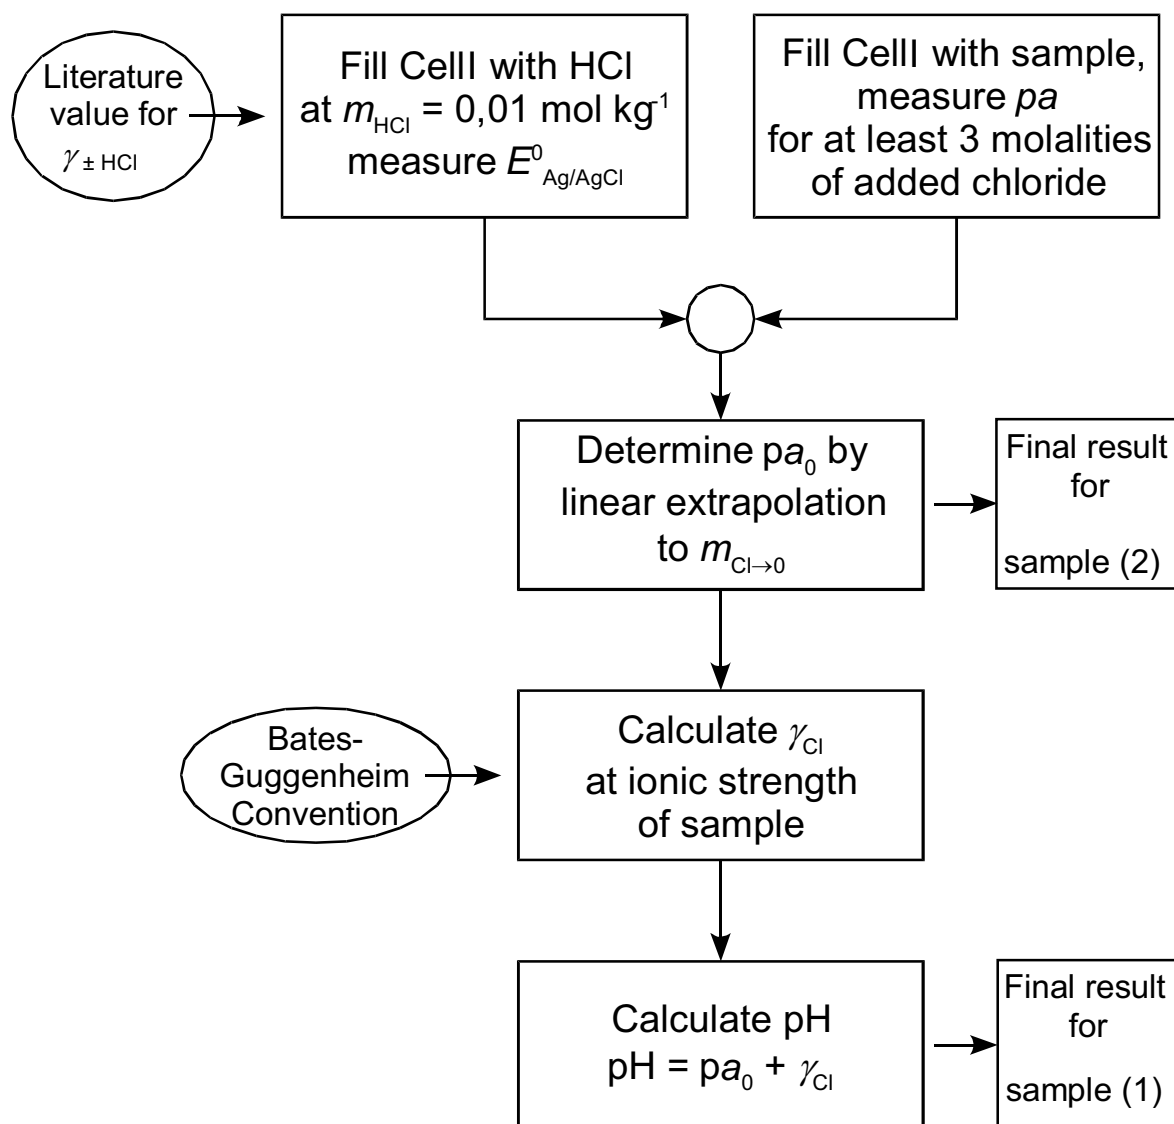 Literature
value for
γ ± HCl
Fill CellI with HCl
at mHCl = 0,01 mol kg-1
measure E0Ag/AgCl
Fill CellI with sample,
measure pa
for at least 3 molalities
of added chloride
Determine pa0 by
linear extrapolation
to mCl→0
Final result
for
sample (2)
Bates-
Guggenheim
Convention
Calculate γCl
at ionic strength
of sample
Calculate pH
pH = pa0 + γCl
Final result
for
sample (1)